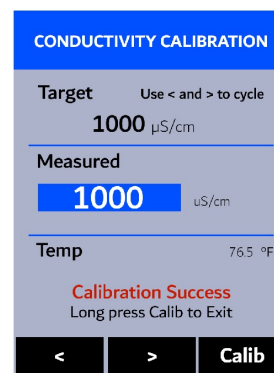 CONDUCTIVITY CALIBRATION
Target Use < and > to cycle
1000 µS/cm
Measured
1000 uS/cm
Temp 76.5 °F
Calibration Success
Long press Calib to Exit
< > Calib